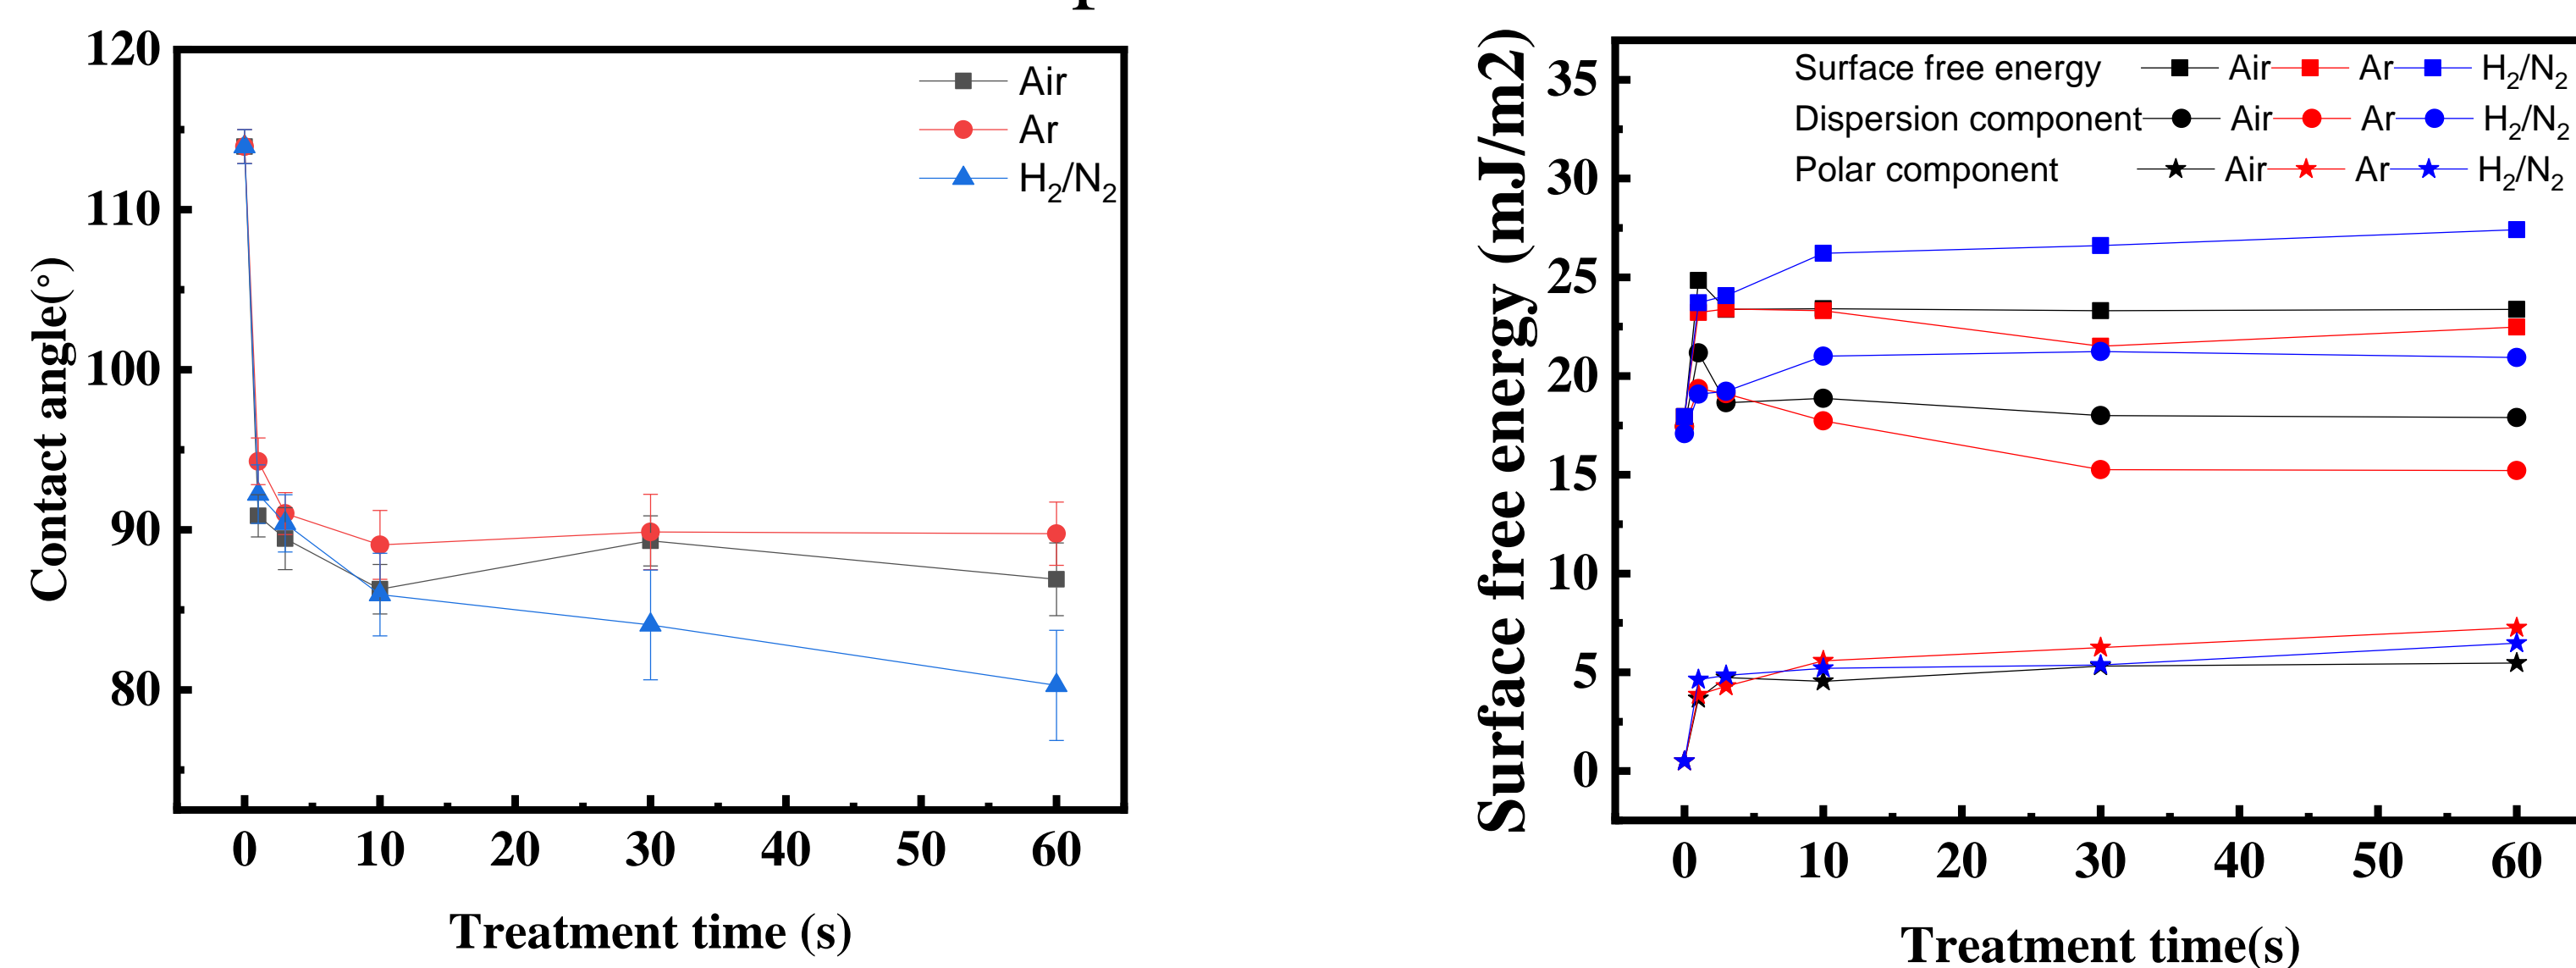 120
110
100
90
80
Contact angle(°)
Air
Ar
H₂/N₂
0 10 20 30 40 50 60
Treatment time (s)
Surface free energy (mJ/m2)
35
30
25
20
15
10
5
0
Surface free energy Air Ar H₂/N₂
Dispersion component Air Ar H₂/N₂
Polar component Air Ar H₂/N₂
0 10 20 30 40 50 60
Treatment time(s)